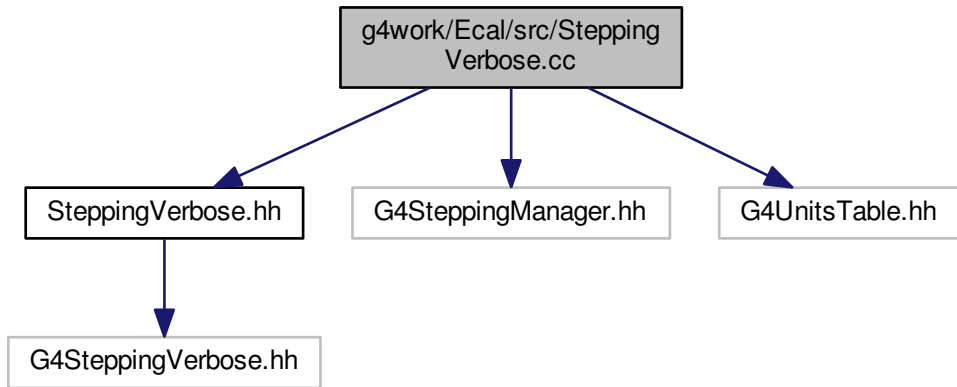 g4work/Ecal/src/Stepping
Verbose.cc
SteppingVerbose.hh
G4SteppingManager.hh
G4UnitsTable.hh
G4SteppingVerbose.hh